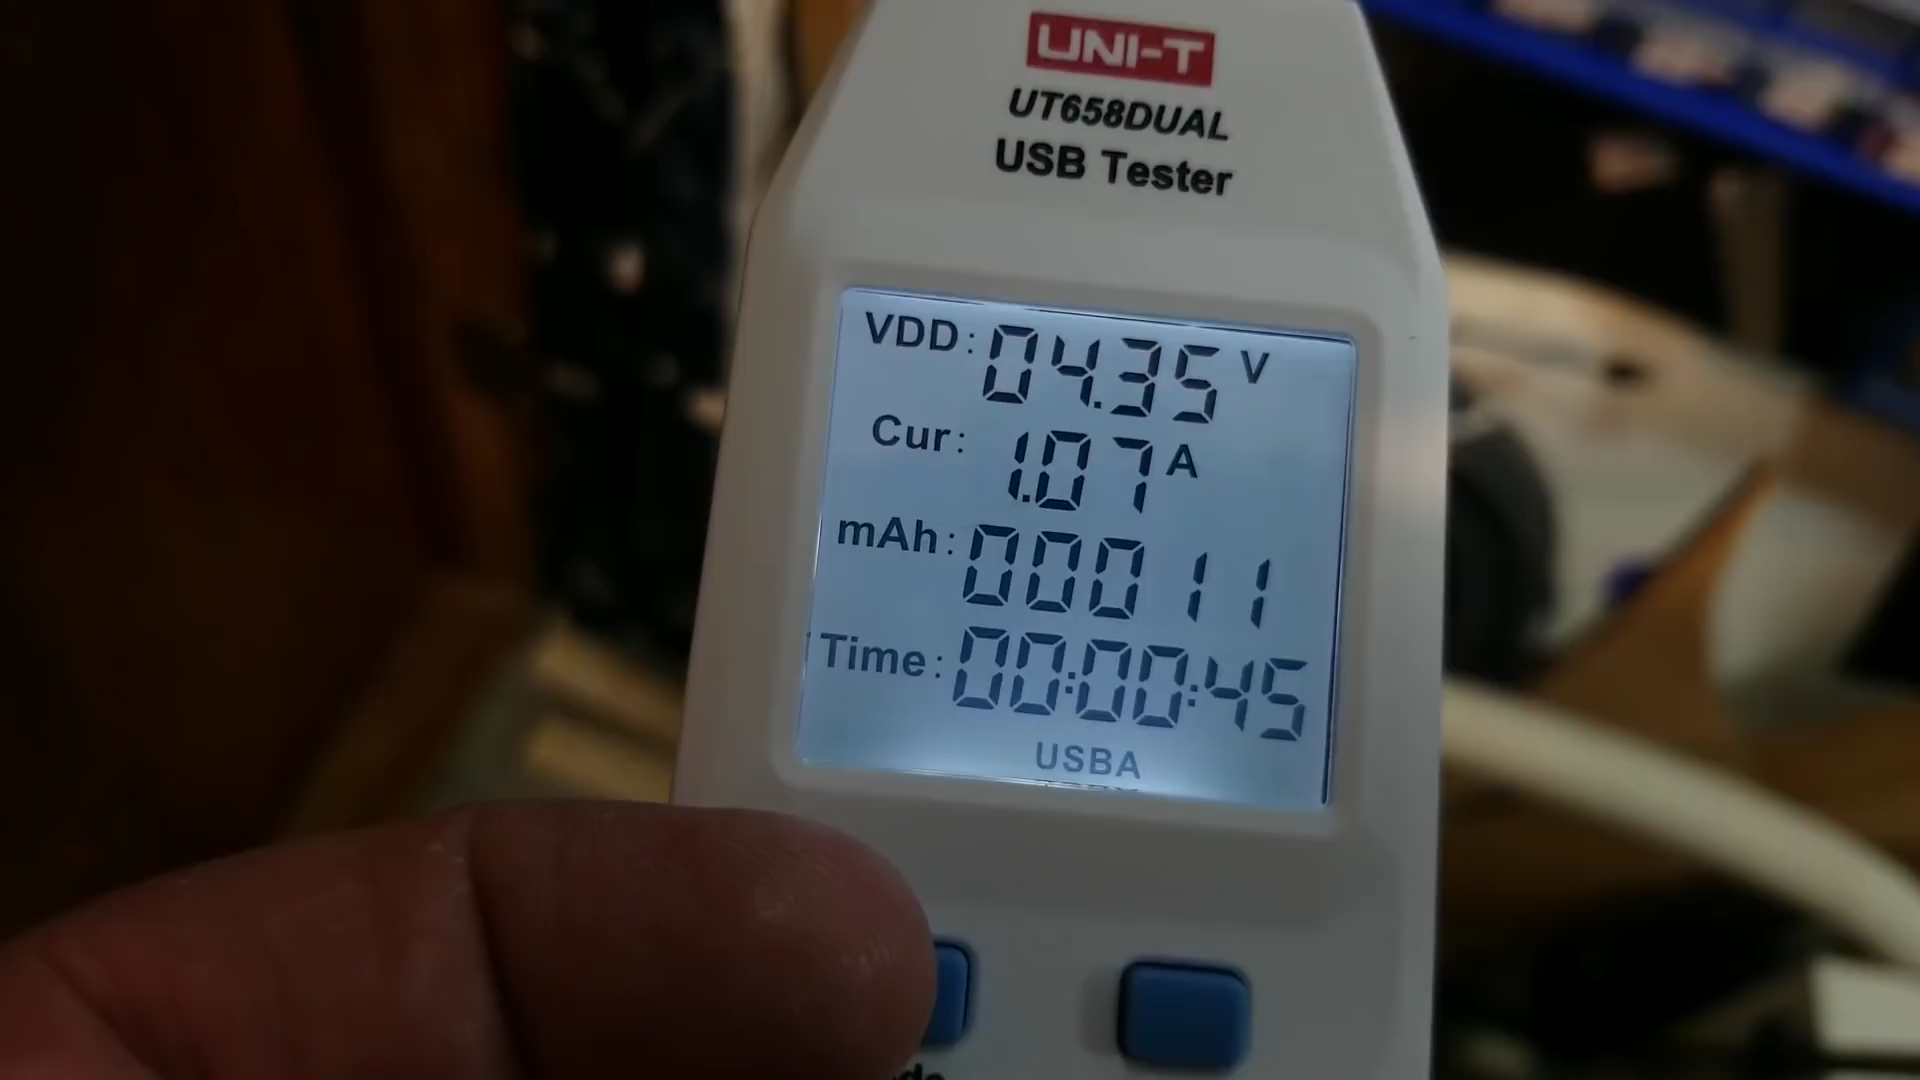 UNI-T
UT658DUAL
USB Tester
VDD: 04.35 V
Cur: 1.07 A
mAh: 00011
Time: 00:00:45
USBA